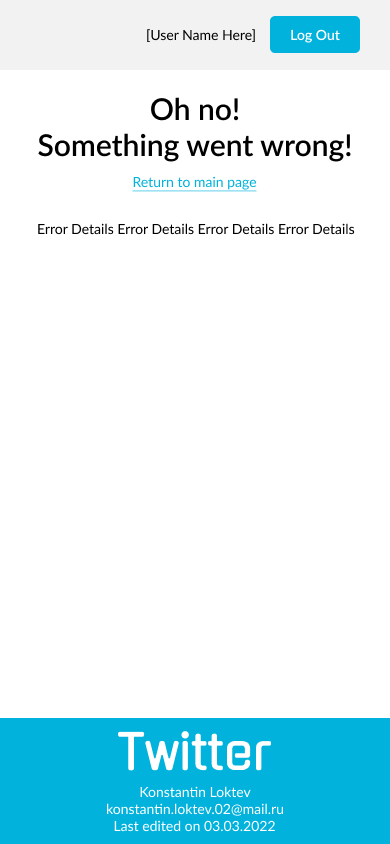 [User Name Here] Log Out
Oh no!
Something went wrong!
Return to main page
Error Details Error Details Error Details Error Details
Twitter
Konstantin Loktev
konstantin.loktev.02@mail.ru
Last edited on 03.03.2022